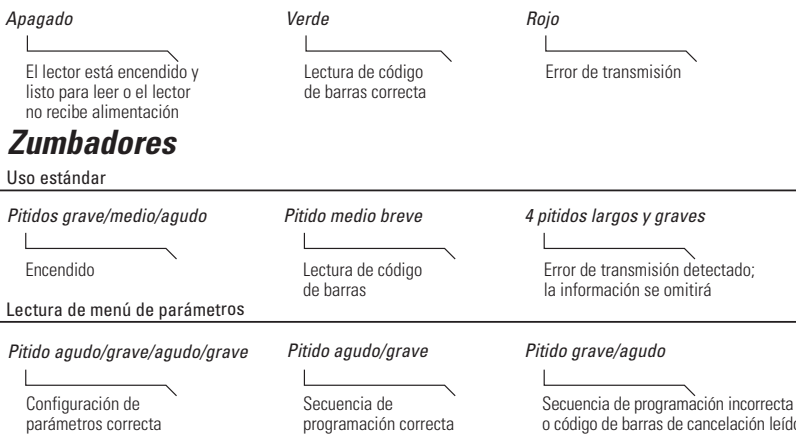 Apagado
Verde
Rojo
El lector está encendido y
listo para leer o el lector
no recibe alimentación
Lectura de código
de barras correcta
Error de transmisión
Zumbadores
Uso estándar
Pitidos grave/medio/agudo
Pitido medio breve
4 pitidos largos y graves
Encendido
Lectura de código
de barras
Error de transmisión detectado;
la información se omitirá
Lectura de menú de parámetros
Pitido agudo/grave/agudo/grave
Pitido agudo/grave
Pitido grave/agudo
Configuración de
parámetros correcta
Secuencia de
programación correcta
Secuencia de programación incorrecta
o código de barras de cancelación leído